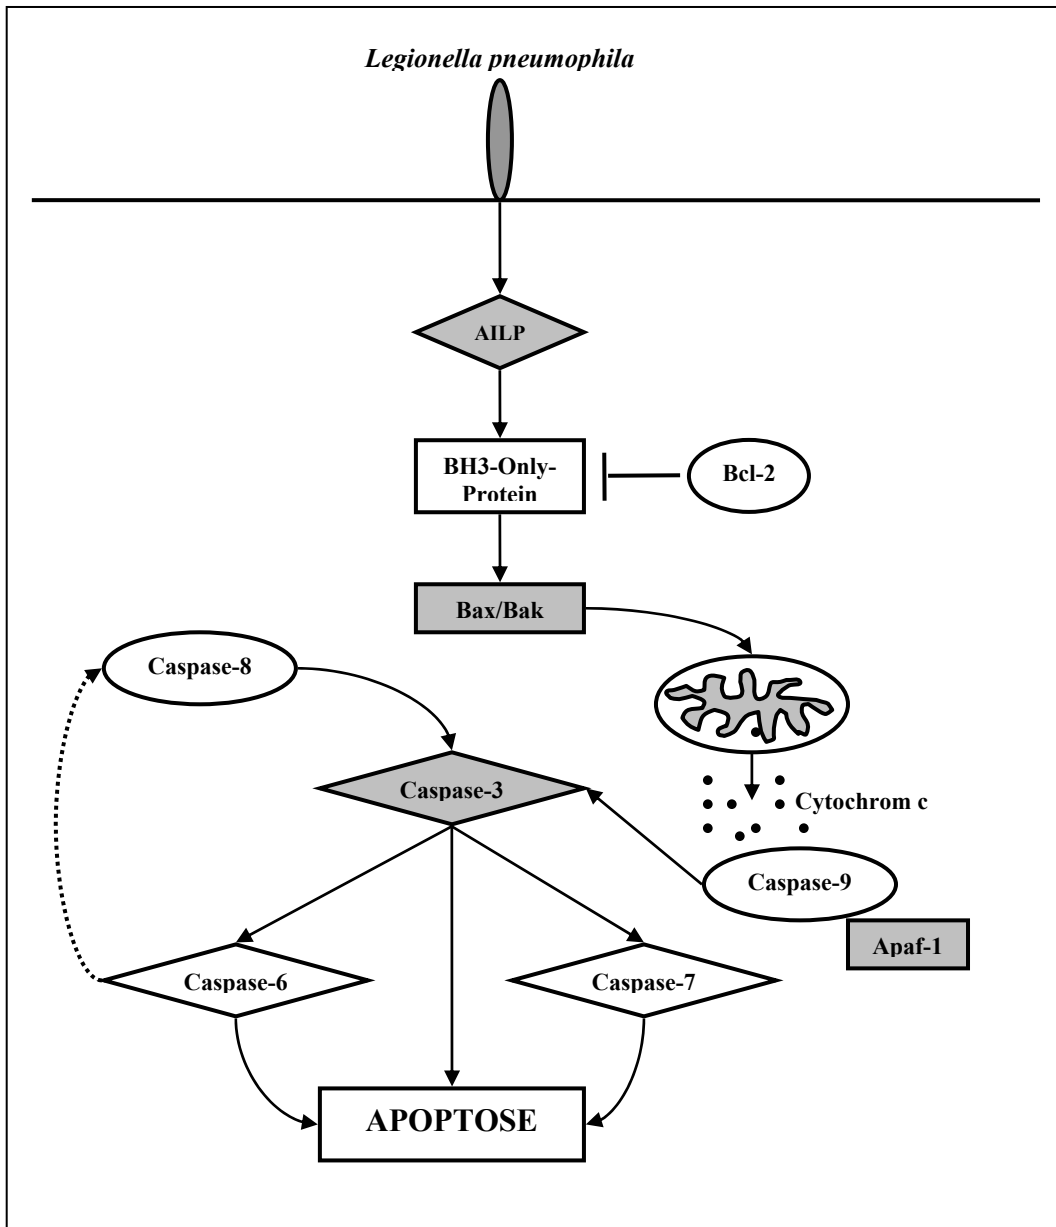 Legionella pneumophila
AILP
BH3-Only-
Protein
Bcl-2
Bax/Bak
Caspase-8
Caspase-3
Cytochrom c
Caspase-9
Apaf-1
Caspase-6
Caspase-7
APOPTOSE